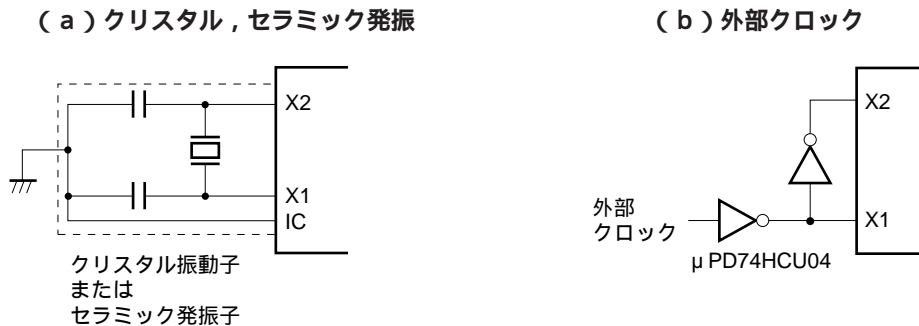 （a）クリスタル，セラミック発振
X2
X1
IC
クリスタル振動子
または
セラミック発振子
（b）外部クロック
X2
X1
外部
クロック
μPD74HCU04